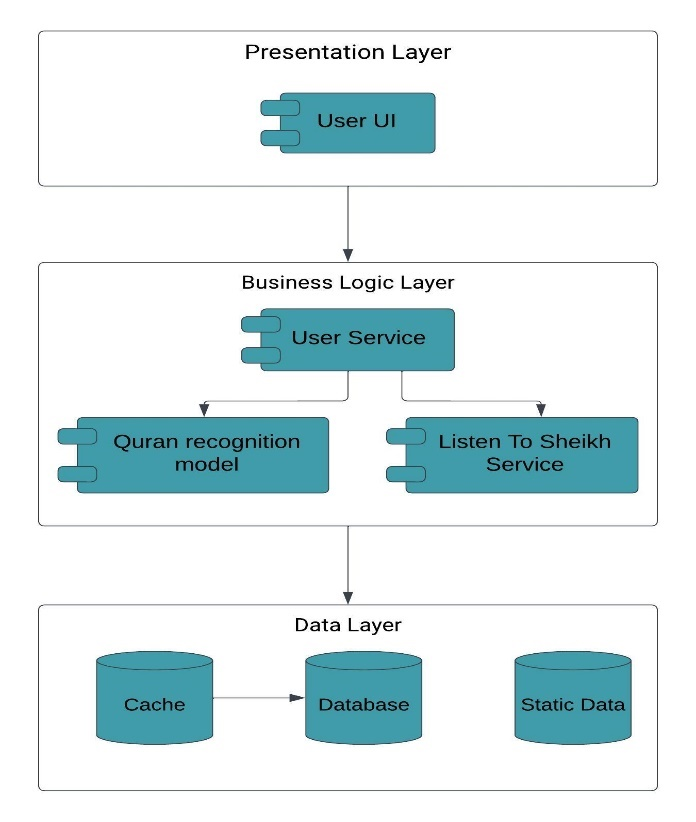 Presentation Layer
User UI
Business Logic Layer
User Service
Quran recognition
model
Listen To Sheikh
Service
Data Layer
Cache
Database
Static Data